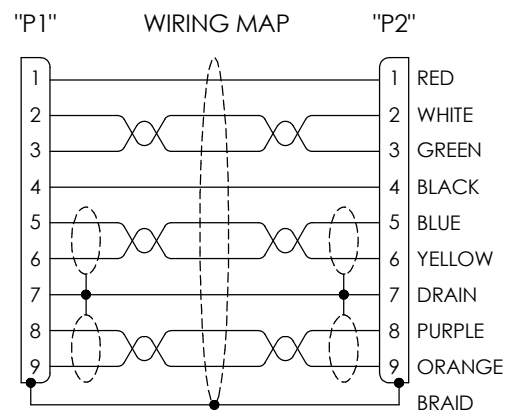 "P1" WIRING MAP "P2"
1 1 RED
2 2 WHITE
3 3 GREEN
4 4 BLACK
5 5 BLUE
6 6 YELLOW
7 7 DRAIN
8 8 PURPLE
9 9 ORANGE
BRAID